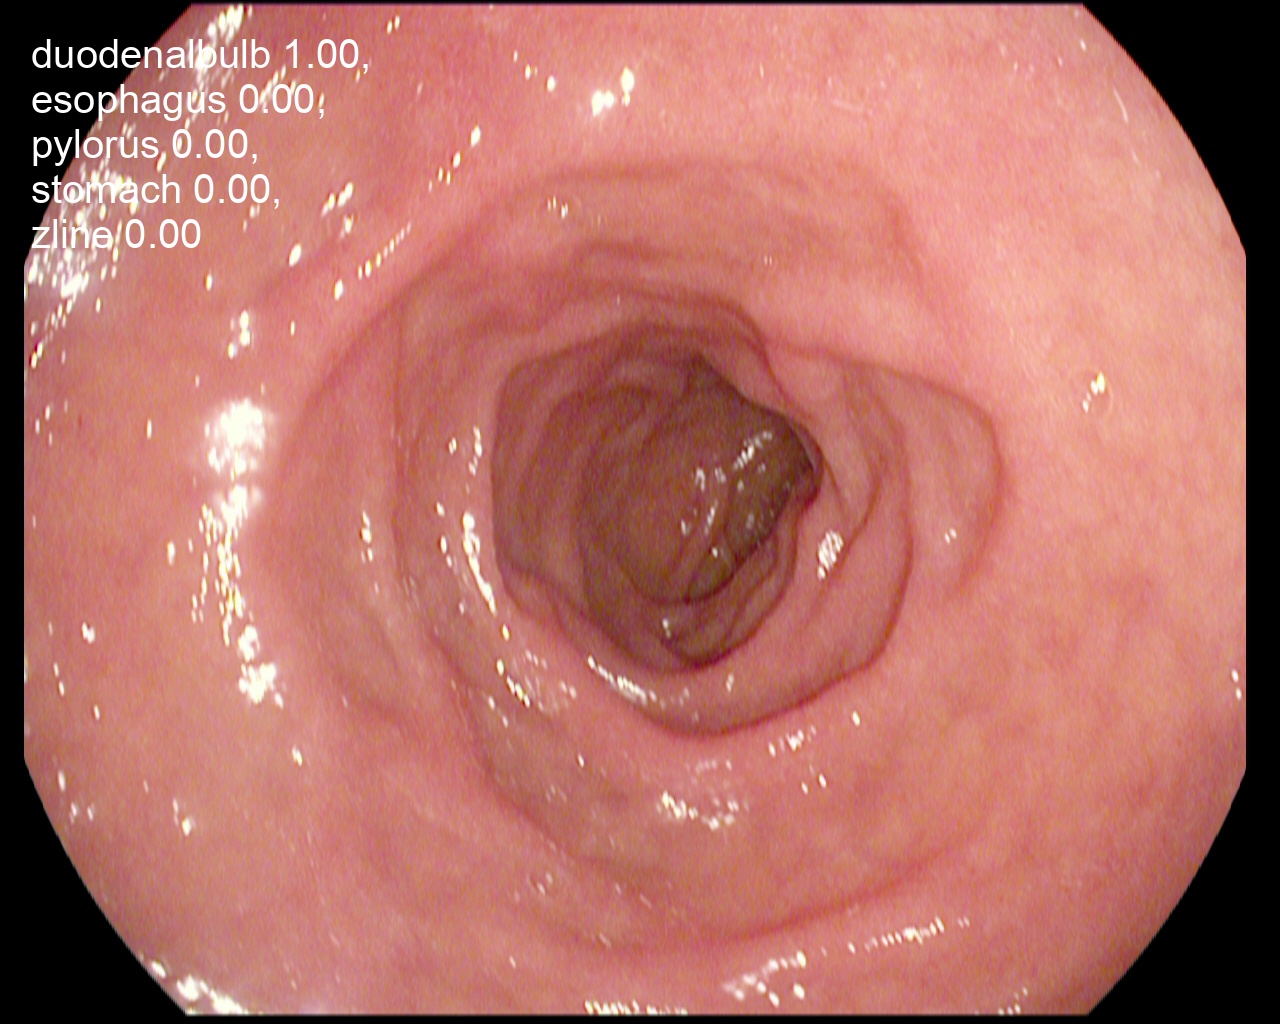 duodenalbulb 1.00,
esophagus 0.00,
pylorus 0.00,
stomach 0.00,
zline 0.00